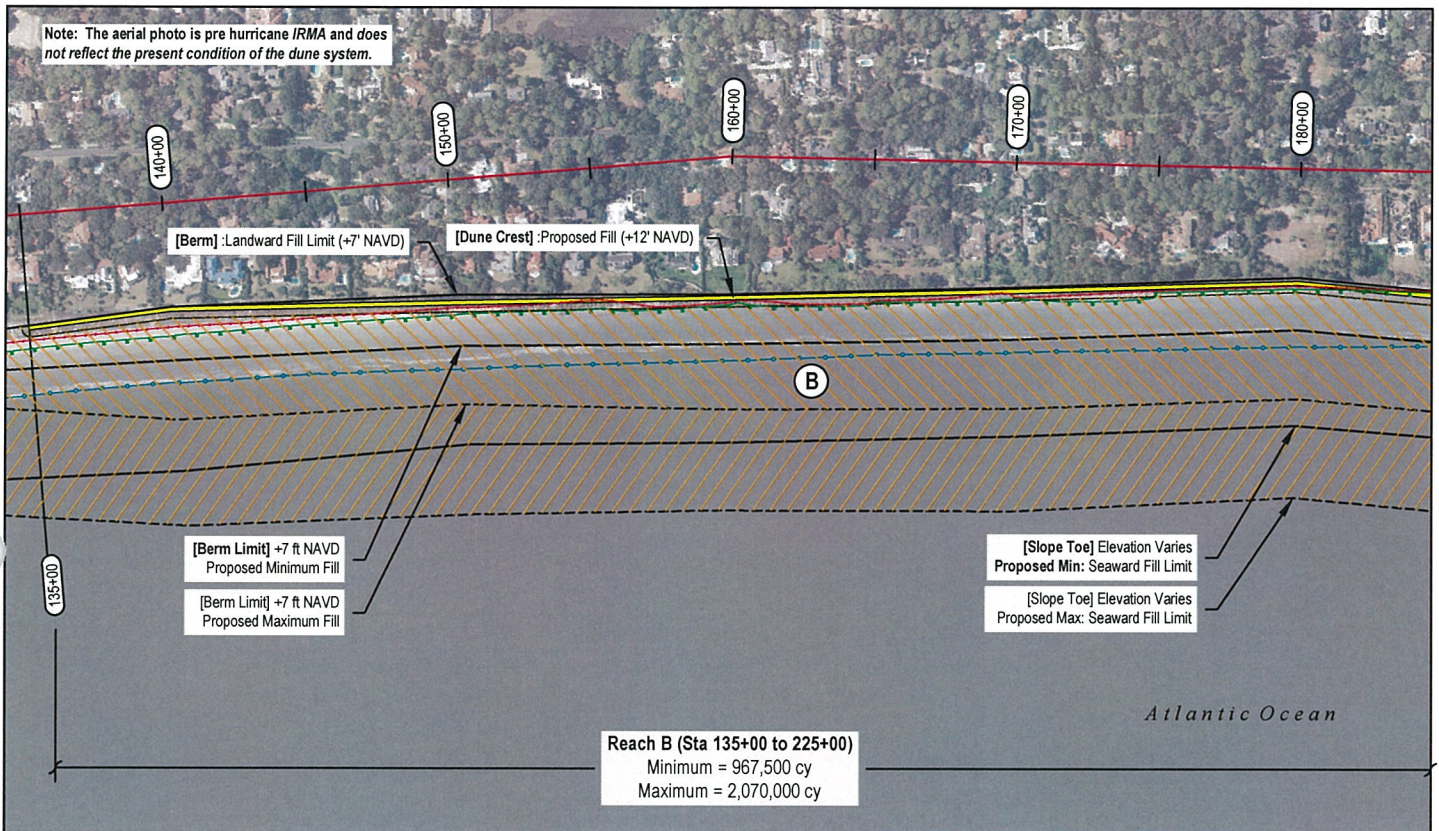 Note: The aerial photo is pre hurricane IRMA and does
not reflect the present condition of the dune system.
140+00
150+00
160+00
170+00
180+00
[Berm] :Landward Fill Limit (+7' NAVD)
[Dune Crest] :Proposed Fill (+12' NAVD)
B
[Berm Limit] +7 ft NAVD
Proposed Minimum Fill
[Berm Limit] +7 ft NAVD
Proposed Maximum Fill
[Slope Toe] Elevation Varies
Proposed Min: Seaward Fill Limit
[Slope Toe] Elevation Varies
Proposed Max: Seaward Fill Limit
135+00
Atlantic Ocean
Reach B (Sta 135+00 to 225+00)
Minimum = 967,500 cy
Maximum = 2,070,000 cy